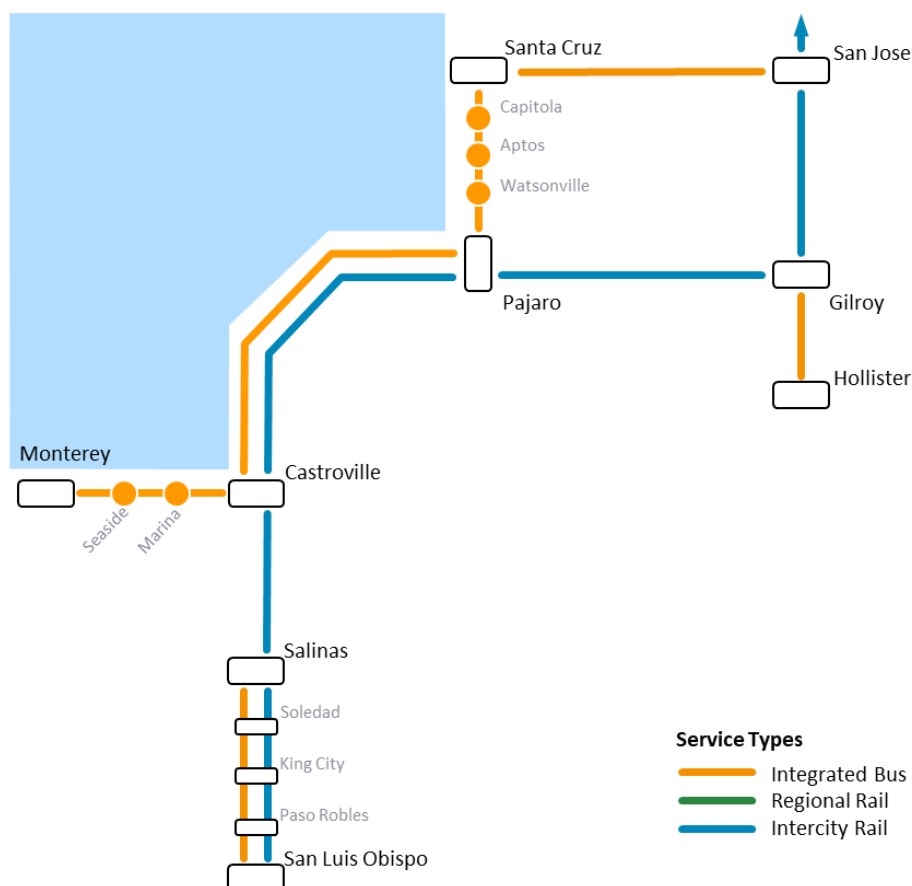 Santa Cruz
San Jose
Capitola
Aptos
Watsonville
Pajaro
Gilroy
Hollister
Monterey
Castroville
Seaside
Marina
Salinas
Soledad
King City
Paso Robles
San Luis Obispo
Service Types
Integrated Bus
Regional Rail
Intercity Rail